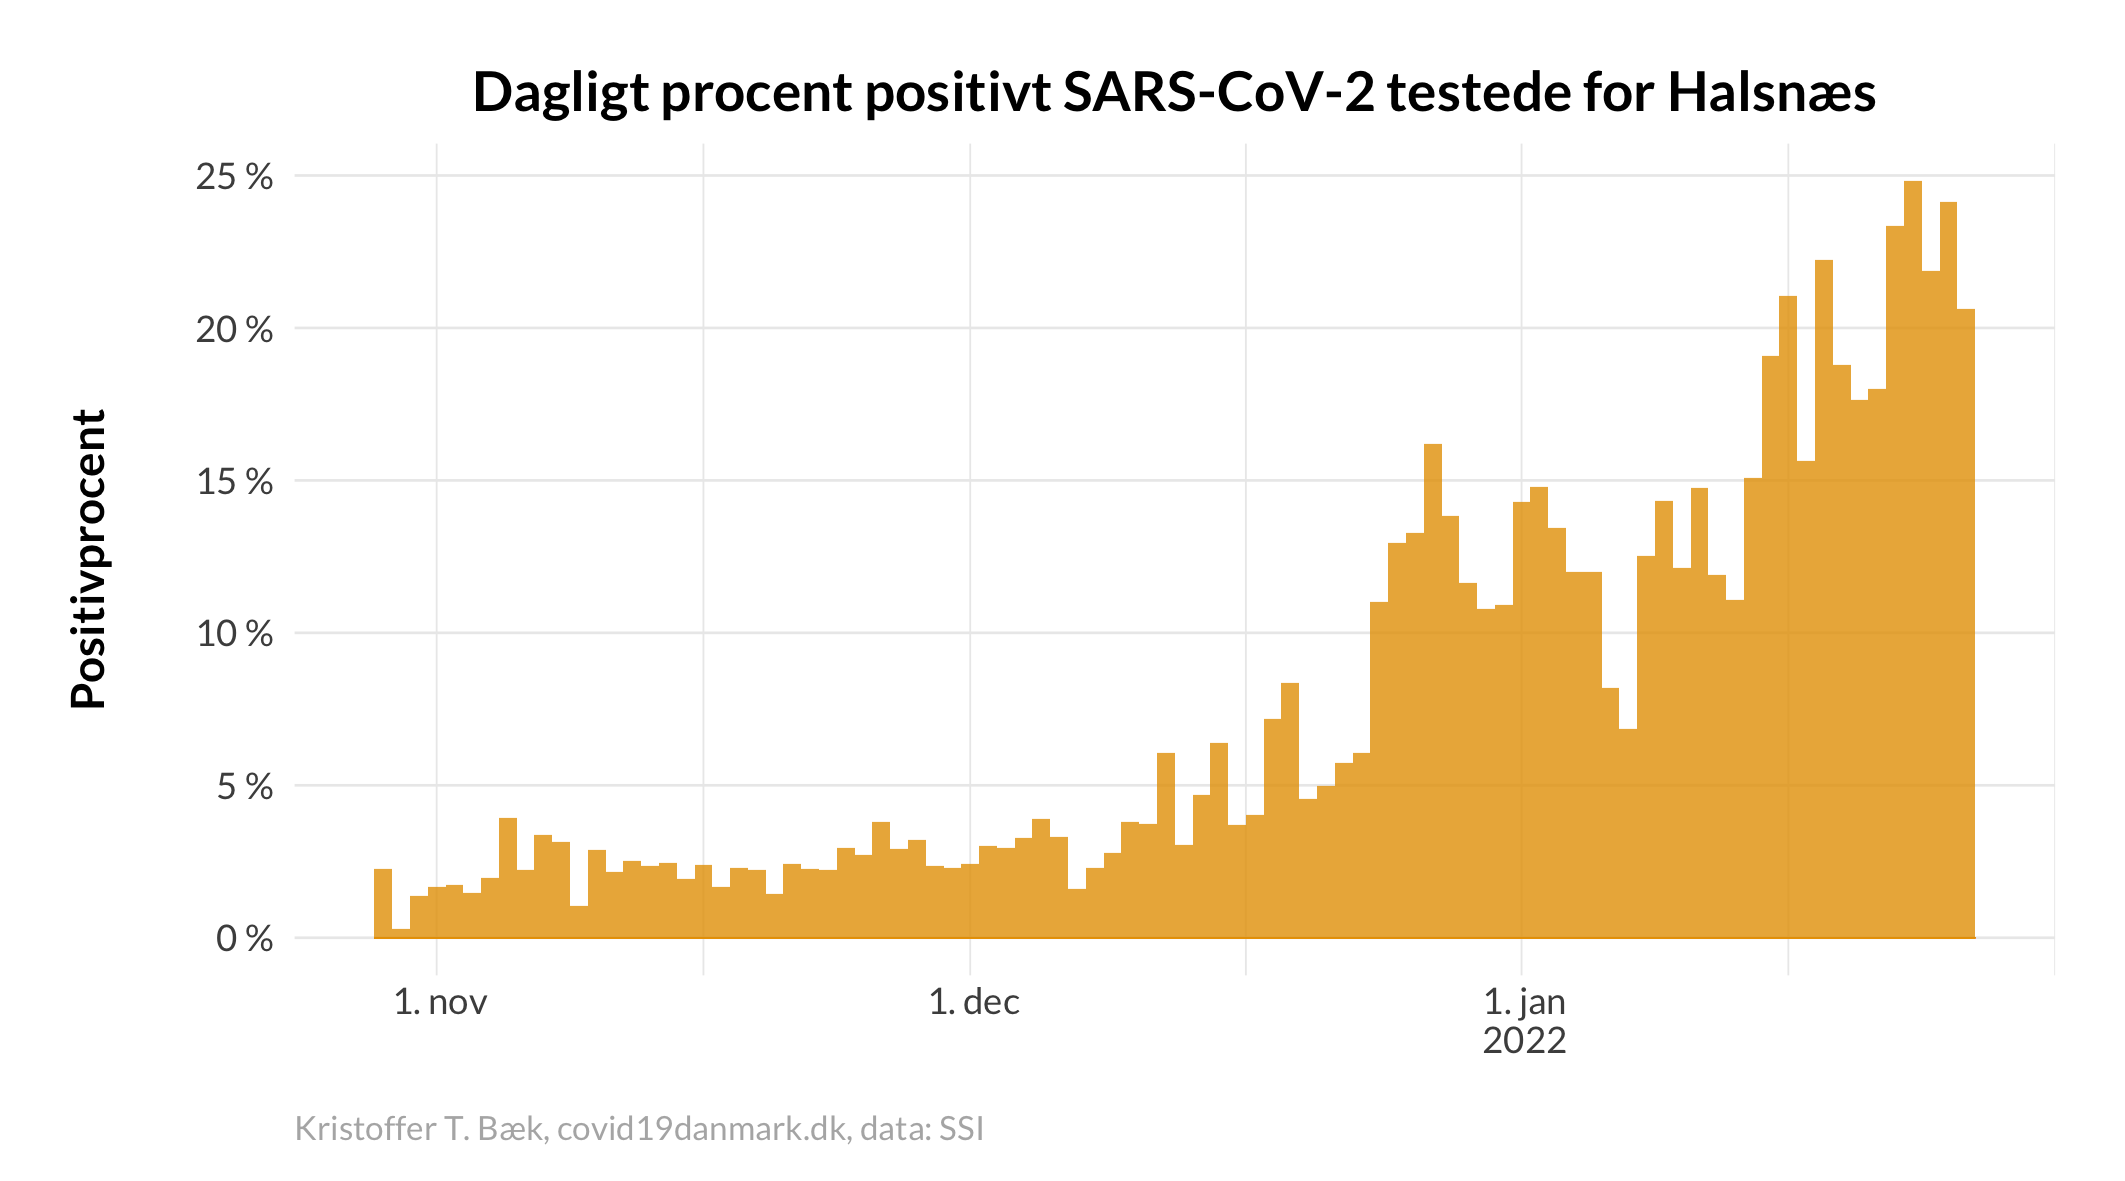 Dagligt procent positivt SARS-CoV-2 testede for Halsnæs
Positivprocent
25 %
20 %
15 %
10 %
5 %
0 %
1. nov
1. dec
1. jan
2022
Kristoffer T. Bæk, covid19danmark.dk, data: SSI